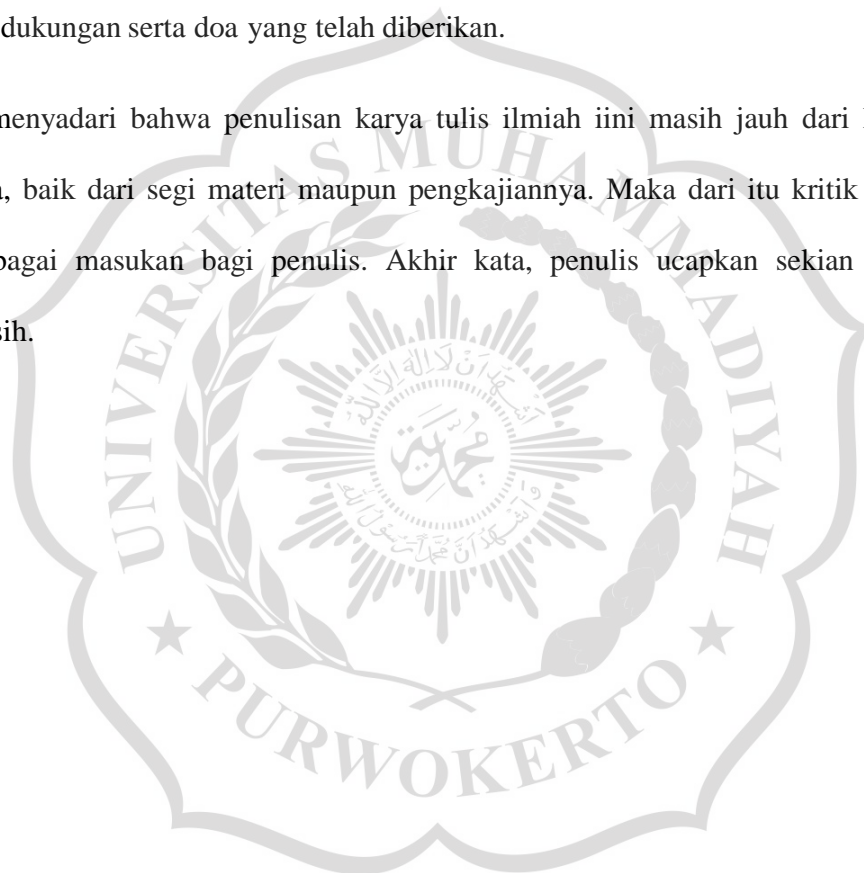 dukungan serta doa yang telah diberikan.
menyadari bahwa penulisan karya tulis ilmiah iini masih jauh dari
baik dari segi materi maupun pengkajiannya. Maka dari itu kritik
bagai masukan bagi penulis. Akhir kata, penulis ucapkan sekian
sih.
UNIVERSITAS MUHAMMADIYAH
PURWOKERTO
اَشْهَدُ اَنْ لَا اِلٰهَ اِلَّا اللّٰه
مُحَمَّدِيَّة
وَاَشْهَدُ اَنَّ مُحَمَّدًا رَسُوْلُ اللّٰه